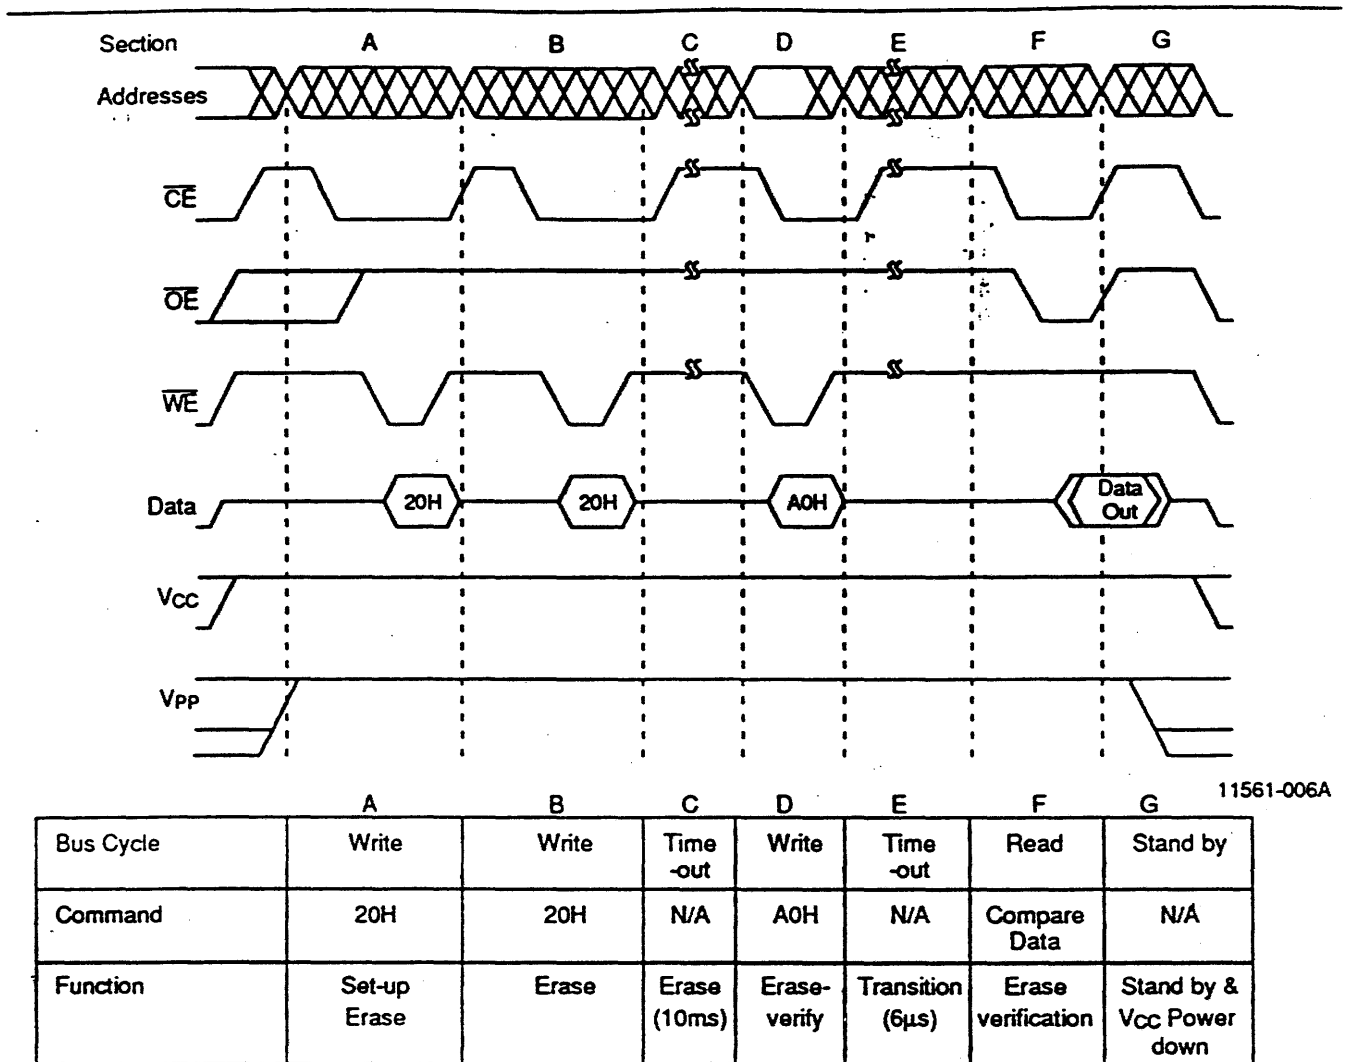 Section A B C D E F G
Addresses
CE
OE
WE
Data 20H 20H A0H Data Out
VCC
VPP
11561-006A
A B C D E F G
Bus Cycle Write Write Time-out Write Time-out Read Stand by
Command 20H 20H N/A A0H N/A Compare Data N/A
Function Set-up Erase Erase Erase (10ms) Erase-verify Transition (6µs) Erase verification Stand by & VCC Power down